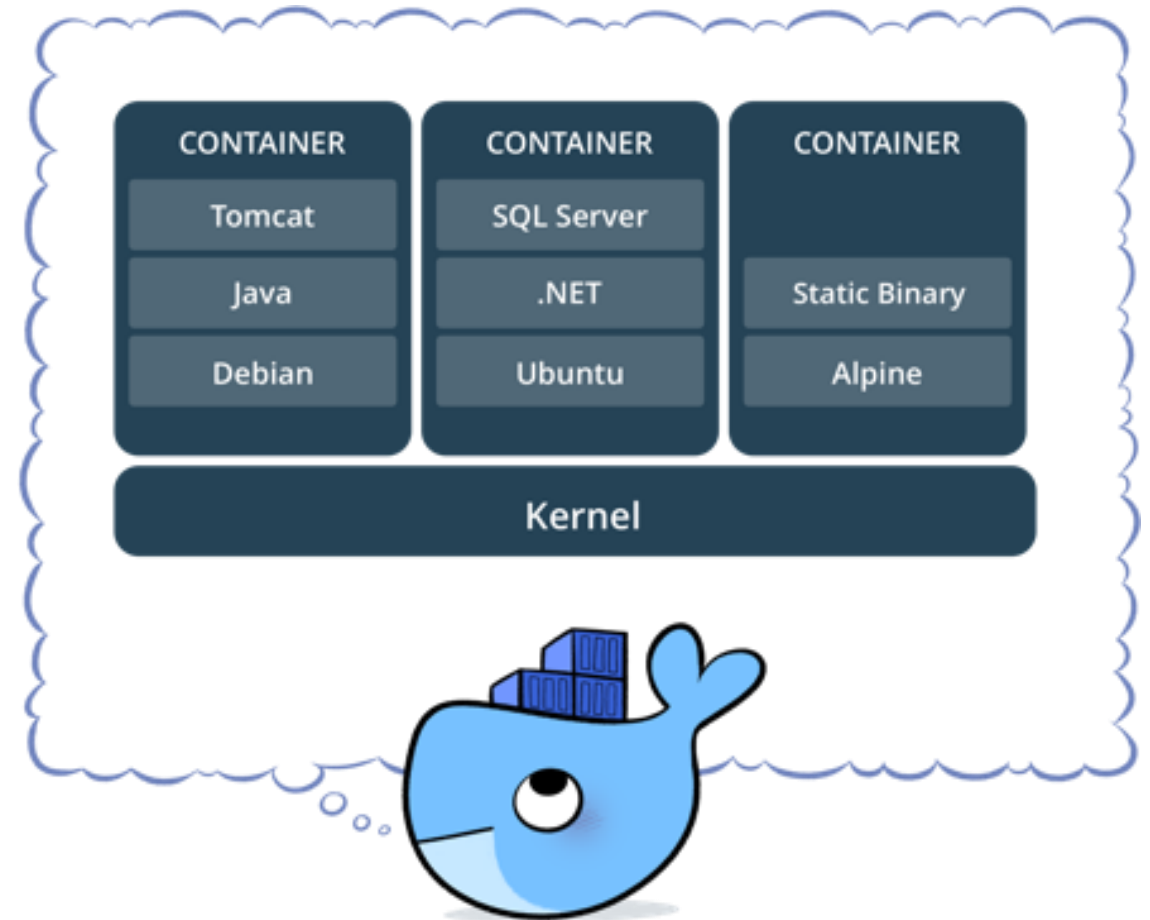 CONTAINER
Tomcat
Java
Debian
CONTAINER
SQL Server
.NET
Ubuntu
CONTAINER
Static Binary
Alpine
Kernel